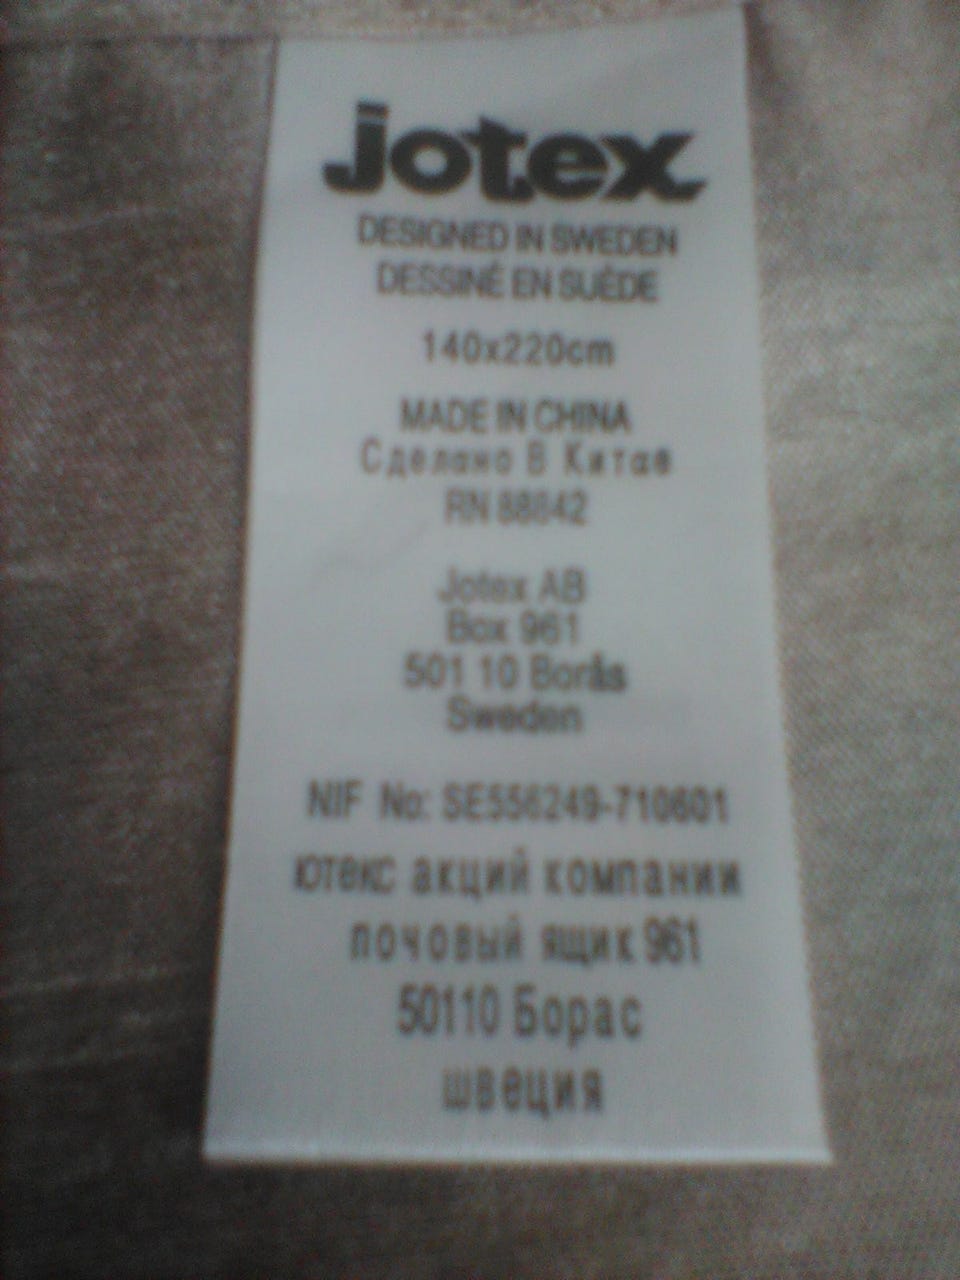 jotex
DESIGNED IN SWEDEN
DESSINÉ EN SUÉDE
140x220cm
MADE IN CHINA
Сделано В Китае
RN 88842
Jotex AB
Box 961
501 10 Borås
Sweden
NIF No: SE556249-710601
ютекс акций компании
почовый ящик 961
50110 Борас
швеция